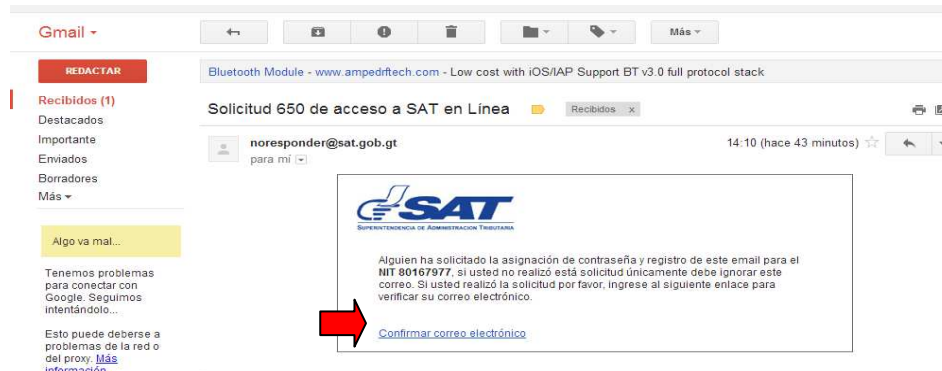 Gmail
Más
REDACTAR
Bluetooth Module - www.ampedrftech.com - Low cost with iOS/IAP Support BT v3.0 full protocol stack
Recibidos (1)
Destacados
Importante
Enviados
Borradores
Más
Solicitud 650 de acceso a SAT en Línea
Recibidos x
noresponder@sat.gob.gt
para mí
14:10 (hace 43 minutos)
SAT
SUPERINTENDENCIA DE ADMINISTRACION TRIBUTARIA
Alguien ha solicitado la asignación de contraseña y registro de este email para el
NIT 80167977, si usted no realizó está solicitud únicamente debe ignorar este
correo. Si usted realizó la solicitud por favor, ingrese al siguiente enlace para
verificar su correo electrónico.
Confirmar correo electrónico
Algo va mal...
Tenemos problemas
para conectar con
Google. Seguimos
intentándolo...
Esto puede deberse a
problemas de la red o
del proxy. Más
información